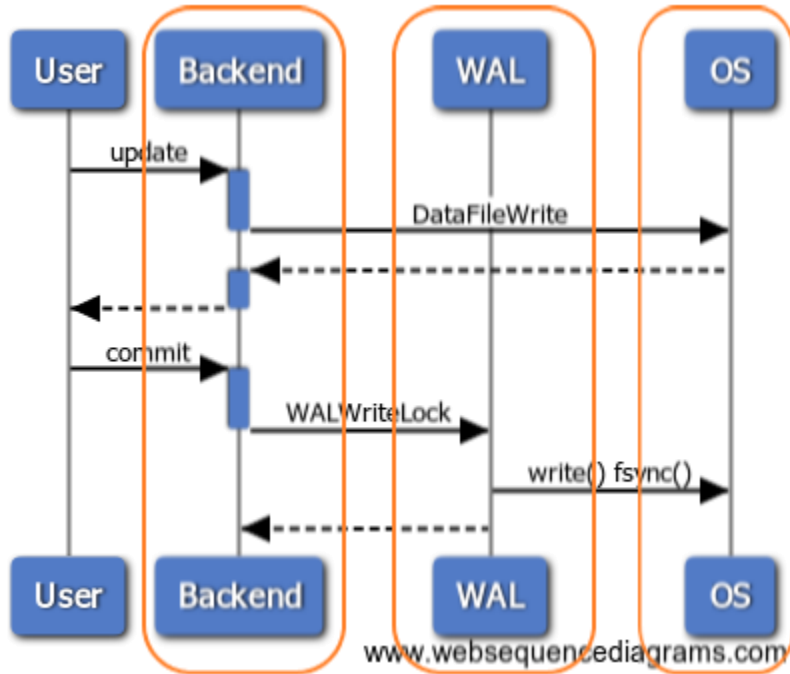 User Backend WAL OS
update
DataFileWrite
commit
WALWriteLock
write() fsync()
User Backend WAL OS
www.websequencediagrams.com